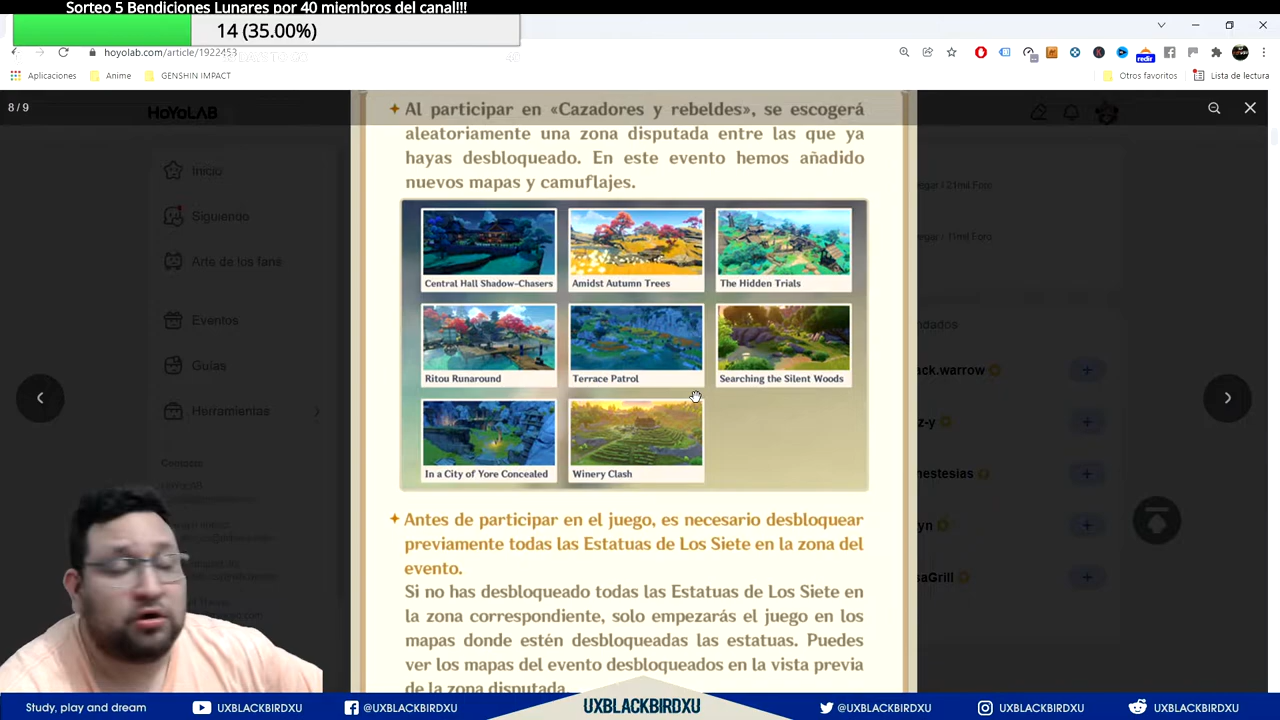 Sorteo 5 Bendiciones Lunares por 40 miembros del canal!!!
14 (35.00%)
hoyolab.com/article/1922453
Aplicaciones
Anime
GENSHIN IMPACT
redir
Otros favoritos
Lista de lectura
8 / 9
HoYoLAB
Inicio
Siguiendo
Arte de los fans
Eventos
Guías
Herramientas
✦ Al participar en «Cazadores y rebeldes», se escogerá
aleatoriamente una zona disputada entre las que ya
hayas desbloqueado. En este evento hemos añadido
nuevos mapas y camuflajes.
Central Hall Shadow-Chasers
Amidst Autumn Trees
The Hidden Trials
Ritou Runaround
Terrace Patrol
Searching the Silent Woods
In a City of Yore Concealed
Winery Clash
✦ Antes de participar en el juego, es necesario desbloquear
previamente todas las Estatuas de Los Siete en la zona del
evento.
Si no has desbloqueado todas las Estatuas de Los Siete en
la zona correspondiente, solo empezarás el juego en los
mapas donde estén desbloqueadas las estatuas. Puedes
ver los mapas del evento desbloqueados en la vista previa
de la zona disputada.
Study, play and dream
UXBLACKBIRDXU
@UXBLACKBIRDXU
UXBLACKBIRDXU
@UXBLACKBIRDXU
UXBLACKBIRDXU
UXBLACKBIRDXU